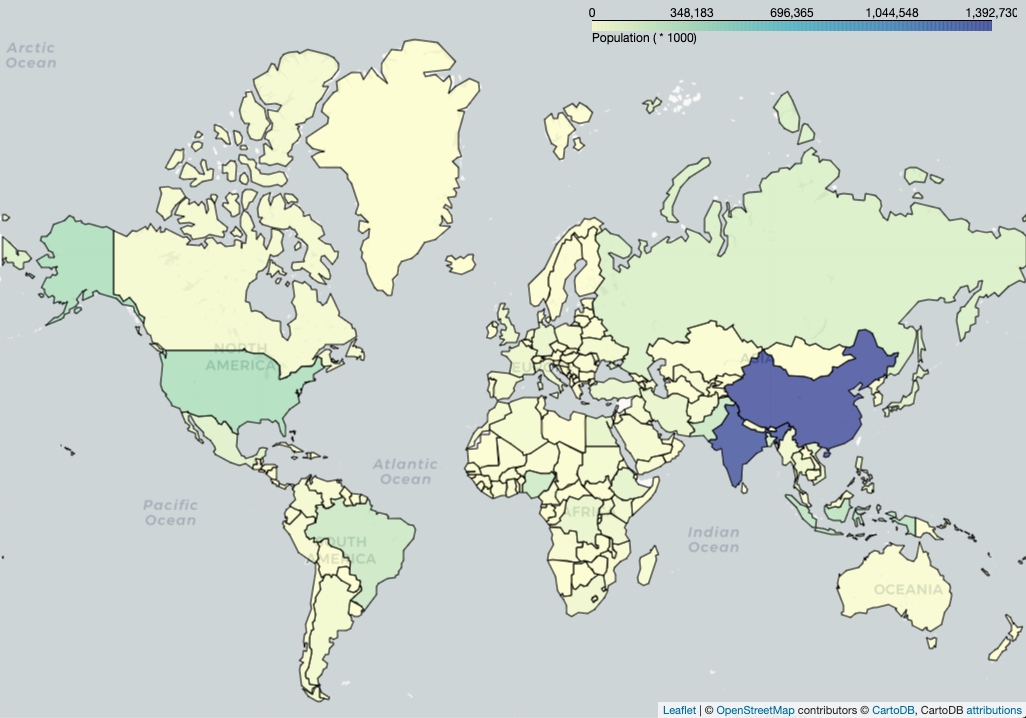 0 348,183 696,365 1,044,548 1,392,730
Population ( * 1000)
Arctic
Ocean
NORTH
AMERICA
ASIA
Atlantic
Ocean
Pacific
Ocean
AFRI
Indian
Ocean
SOUTH
AMERICA
OCEANIA
Leaflet | © OpenStreetMap contributors © CartoDB, CartoDB attributions